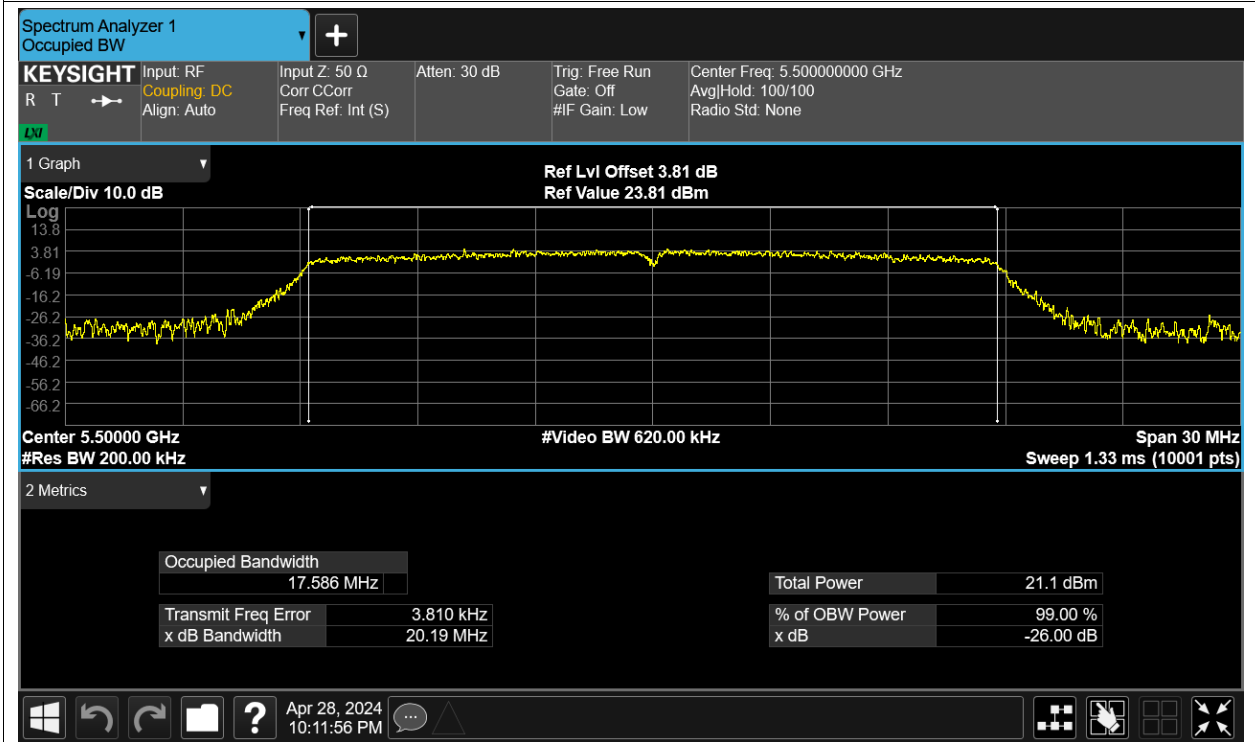 Spectrum Analyzer 1
Occupied BW
KEYSIGHT
R T
LXI
Input: RF
Coupling: DC
Align: Auto
Input Z: 50 Ω
Corr CCorr
Freq Ref: Int (S)
Atten: 30 dB
Trig: Free Run
Gate: Off
#IF Gain: Low
Center Freq: 5.500000000 GHz
Avg|Hold: 100/100
Radio Std: None
1 Graph
Scale/Div 10.0 dB
Ref Lvl Offset 3.81 dB
Ref Value 23.81 dBm
Log
13.8
3.81
-6.19
-16.2
-26.2
-36.2
-46.2
-56.2
-66.2
Center 5.50000 GHz
#Video BW 620.00 kHz
Span 30 MHz
#Res BW 200.00 kHz
Sweep 1.33 ms (10001 pts)
2 Metrics
Occupied Bandwidth
17.586 MHz
Total Power 21.1 dBm
Transmit Freq Error 3.810 kHz
% of OBW Power 99.00 %
x dB Bandwidth 20.19 MHz
x dB -26.00 dB
?
Apr 28, 2024
10:11:56 PM